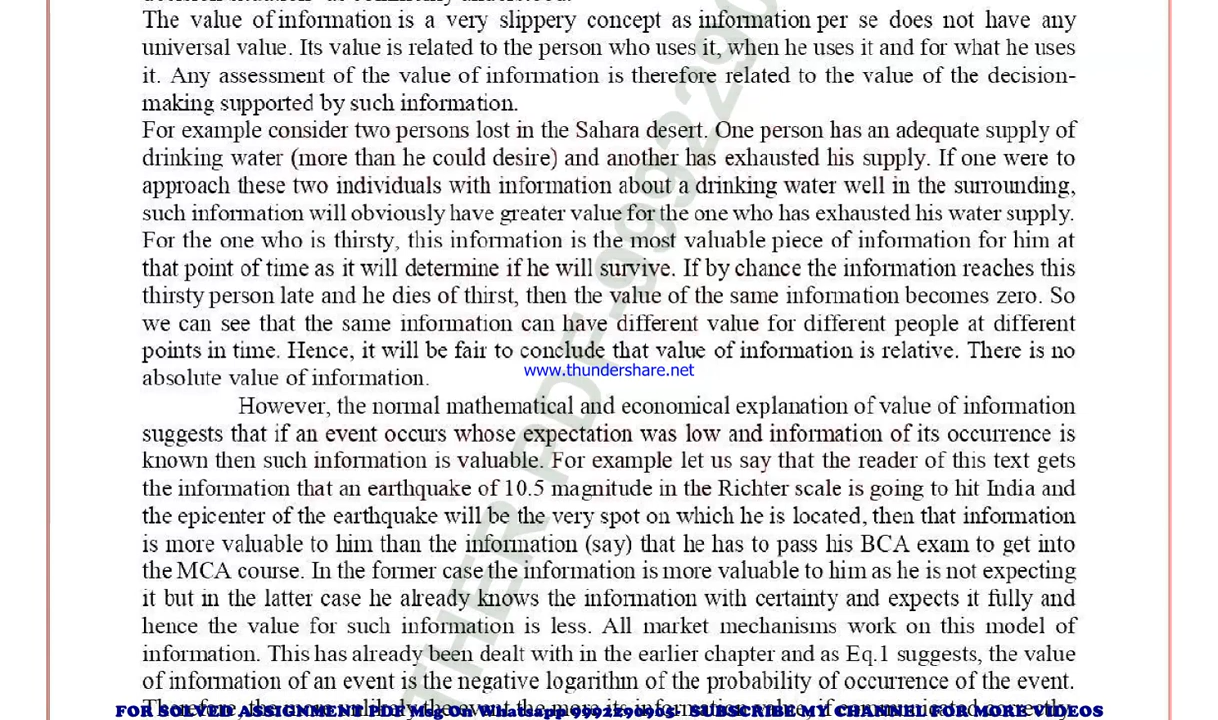 The value of information is a very slippery concept as information per se does not have any
universal value. Its value is related to the person who uses it, when he uses it and for what he uses
it. Any assessment of the value of information is therefore related to the value of the decision-
making supported by such information.
For example consider two persons lost in the Sahara desert. One person has an adequate supply of
drinking water (more than he could desire) and another has exhausted his supply. If one were to
approach these two individuals with information about a drinking water well in the surrounding,
such information will obviously have greater value for the one who has exhausted his water supply.
For the one who is thirsty, this information is the most valuable piece of information for him at
that point of time as it will determine if he will survive. If by chance the information reaches this
thirsty person late and he dies of thirst, then the value of the same information becomes zero. So
we can see that the same information can have different value for different people at different
points in time. Hence, it will be fair to conclude that value of information is relative. There is no
absolute value of information.
www.thundershare.net
However, the normal mathematical and economical explanation of value of information
suggests that if an event occurs whose expectation was low and information of its occurrence is
known then such information is valuable. For example let us say that the reader of this text gets
the information that an earthquake of 10.5 magnitude in the Richter scale is going to hit India and
the epicenter of the earthquake will be the very spot on which he is located, then that information
is more valuable to him than the information (say) that he has to pass his BCA exam to get into
the MCA course. In the former case the information is more valuable to him as he is not expecting
it but in the latter case he already knows the information with certainty and expects it fully and
hence the value for such information is less. All market mechanisms work on this model of
information. This has already been dealt with in the earlier chapter and as Eq.1 suggests, the value
of information of an event is the negative logarithm of the probability of occurrence of the event.
FOR SOLVED ASSIGNMENT PDF Msg On Whatsapp 9992290905- SUBSCRIBE MY CHANNEL FOR MORE VIDEOS